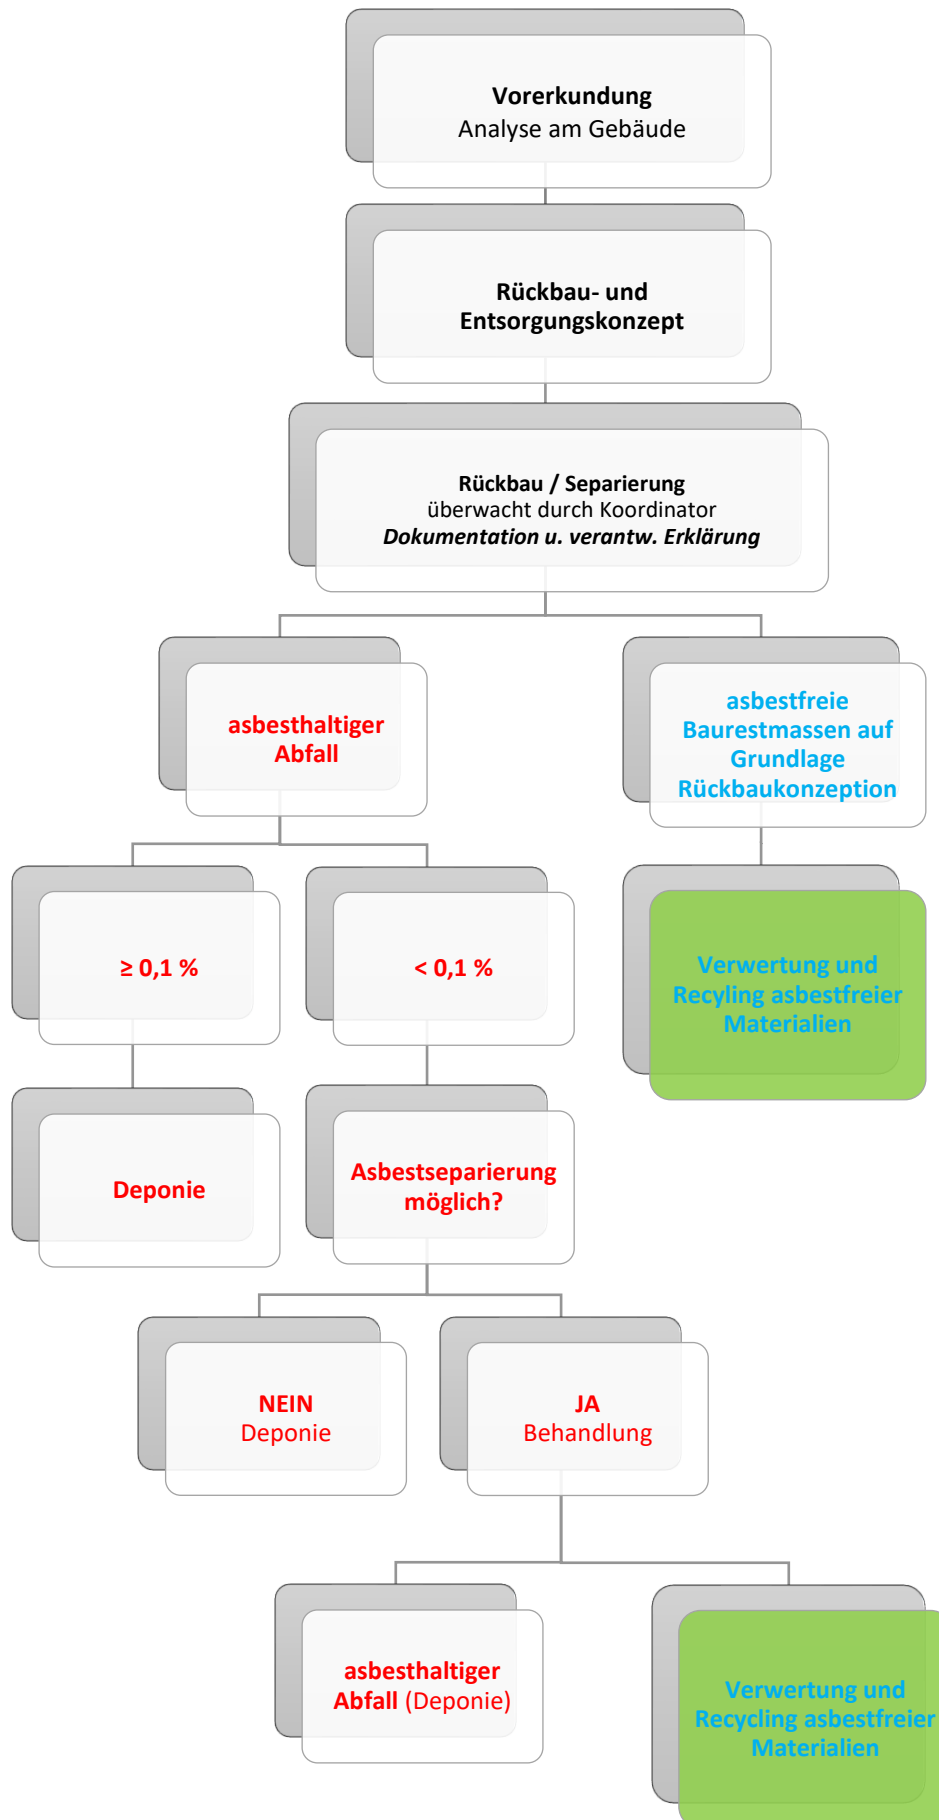 Vorerkundung
Analyse am Gebäude
Rückbau- und
Entsorgungskonzept
Rückbau / Separierung
überwacht durch Koordinator
Dokumentation u. verantw. Erklärung
asbesthaltiger
Abfall
asbestfreie
Baurestmassen auf
Grundlage
Rückbaukonzeption
≥ 0,1 %
< 0,1 %
Verwertung und
Recyling asbestfreier
Materialien
Deponie
Asbestseparierung
möglich?
NEIN
Deponie
JA
Behandlung
asbesthaltiger
Abfall (Deponie)
Verwertung und
Recycling asbestfreier
Materialien